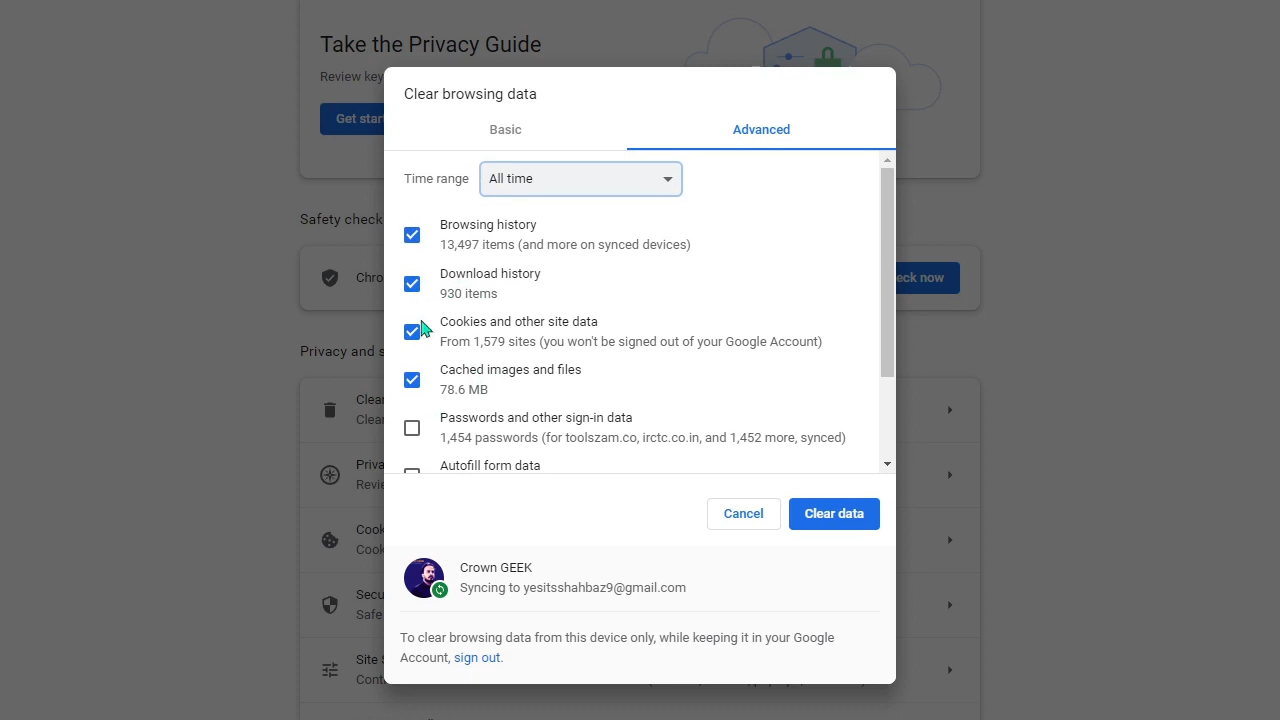 Take the Privacy Guide
Review key
Get star
Clear browsing data
Basic
Advanced
Time range
All time
Safety check
Browsing history
13,497 items (and more on synced devices)
Chro
eck now
Download history
930 items
Cookies and other site data
From 1,579 sites (you won't be signed out of your Google Account)
Privacy and s
Cached images and files
78.6 MB
Clear
Clear
Passwords and other sign-in data
1,454 passwords (for toolszam.co, irctc.co.in, and 1,452 more, synced)
Autofill form data
Priva
Revie
Cancel
Clear data
Cook
Cook
Crown GEEK
Syncing to yesitsshahbaz9@gmail.com
Secu
Safe
To clear browsing data from this device only, while keeping it in your Google
Account, sign out.
Site
Cont